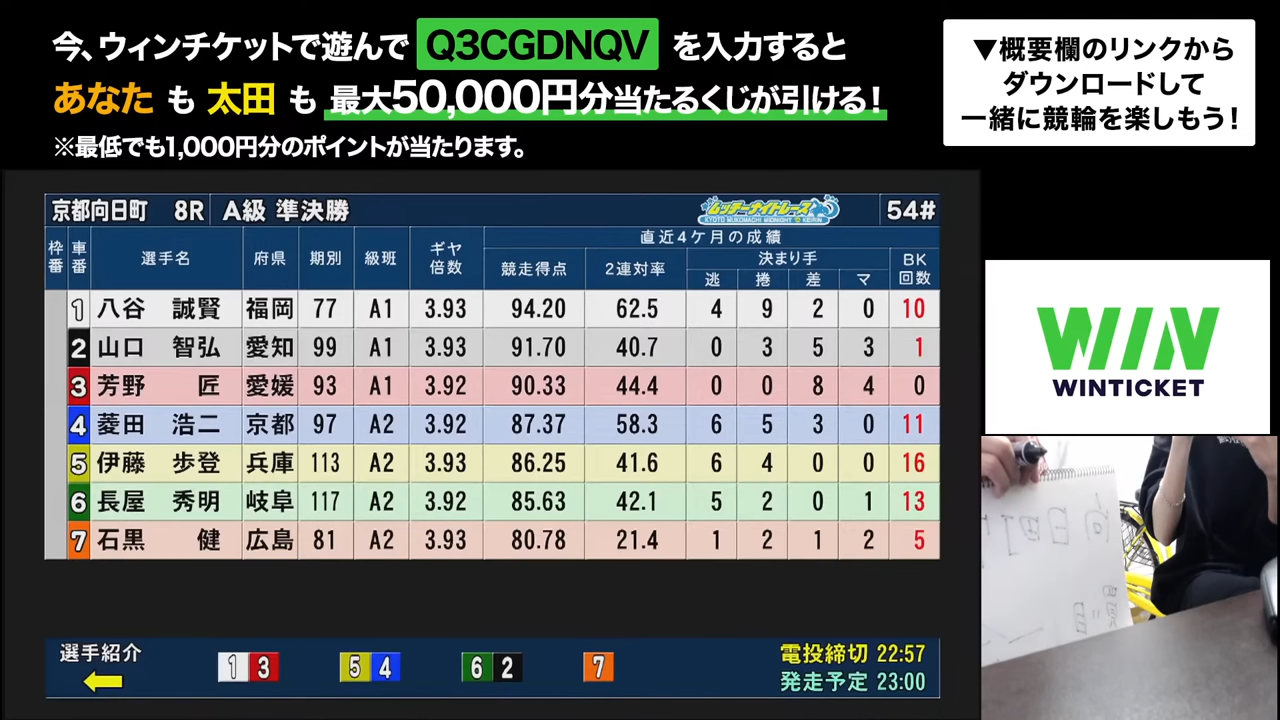 今、ウィンチケットで遊んで Q3CGDNQV を入力すると
あなた も 太田 も 最大50,000円分当たるくじが引ける!
※最低でも1,000円分のポイントが当たります。
▼概要欄のリンクから
ダウンロードして
一緒に競輪を楽しもう!
京都向日町 8R A級 準決勝 ムッチーナイトレース 54#
KYOTO MUKOMACHI MIDNIGHT KEIRIN
枠番 車番 選手名 府県 期別 級班 ギヤ倍数 直近4ケ月の成績
競走得点 2連対率 決まり手 BK回数
逃 捲 差 マ
1 八谷 誠賢 福岡 77 A1 3.93 94.20 62.5 4 9 2 0 10
2 山口 智弘 愛知 99 A1 3.93 91.70 40.7 0 3 5 3 1
3 芳野 匠 愛媛 93 A1 3.92 90.33 44.4 0 0 8 4 0
4 菱田 浩二 京都 97 A2 3.92 87.37 58.3 6 5 3 0 11
5 伊藤 歩登 兵庫 113 A2 3.93 86.25 41.6 6 4 0 0 16
6 長屋 秀明 岐阜 117 A2 3.92 85.63 42.1 5 2 0 1 13
7 石黒 健 広島 81 A2 3.93 80.78 21.4 1 2 1 2 5
選手紹介 1 3 5 4 6 2 7
電投締切 22:57
発走予定 23:00
WIN
WINTICKET